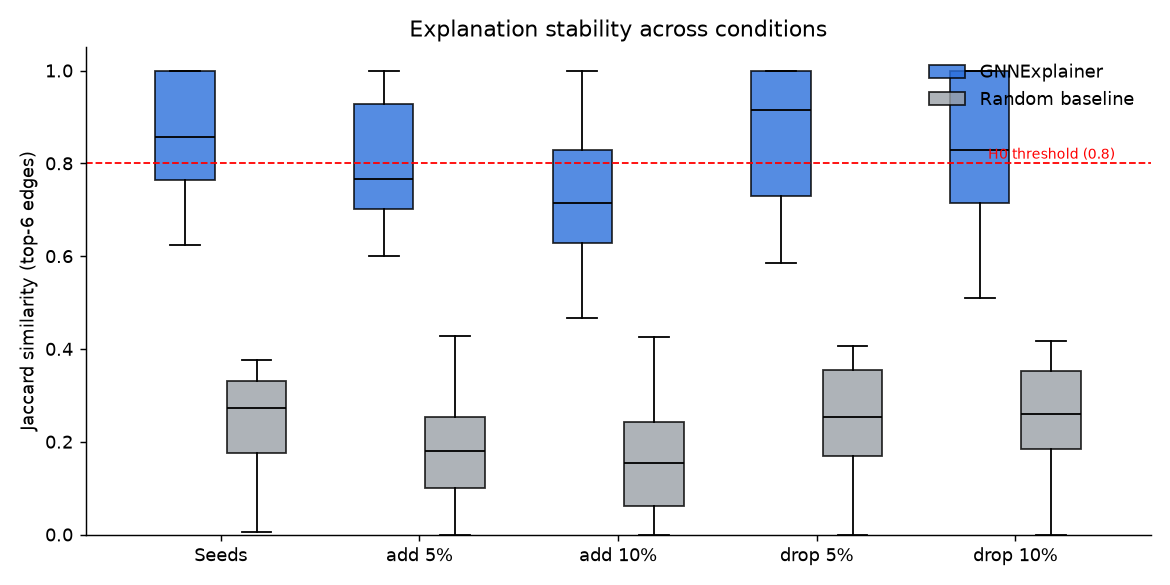 Explanation stability across conditions
GNNExplainer
Random baseline
H0 threshold (0.8)
Jaccard similarity (top-6 edges)
1.0
0.8
0.6
0.4
0.2
0.0
Seeds
add 5%
add 10%
drop 5%
drop 10%